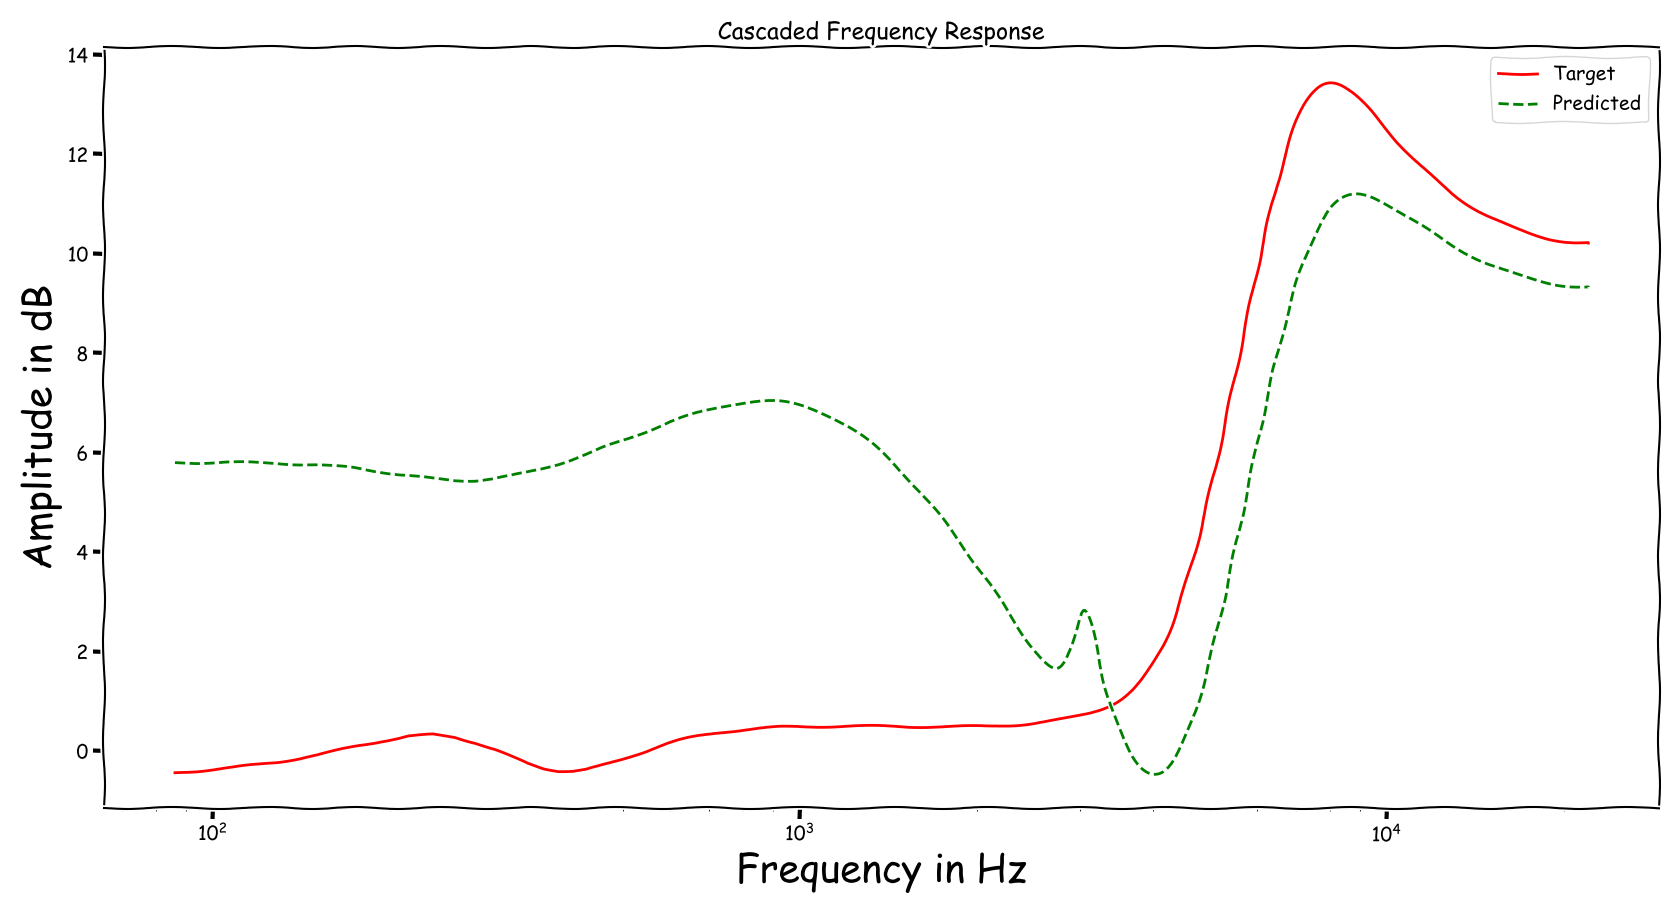 Cascaded Frequency Response
Target
Predicted
Amplitude in dB
14
12
10
8
6
4
2
0
10²
10³
10⁴
Frequency in Hz